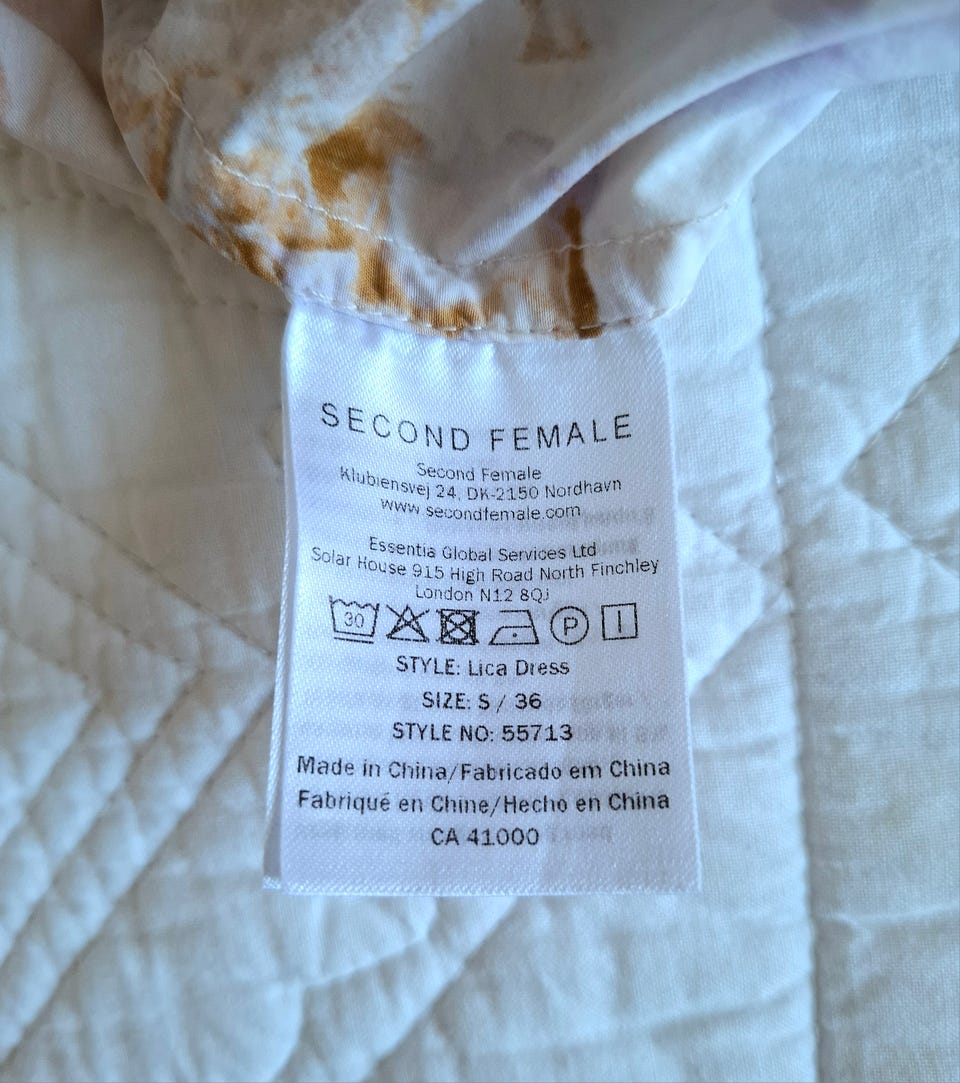 SECOND FEMALE
Second Female
Klubiensvej 24, DK-2150 Nordhavn
www.secondfemale.com
Essentia Global Services Ltd
Solar House 915 High Road North Finchley
London N12 8QJ
30 P
STYLE: Lica Dress
SIZE: S / 36
STYLE NO: 55713
Made in China/Fabricado em China
Fabriqué en Chine/Hecho en China
CA 41000